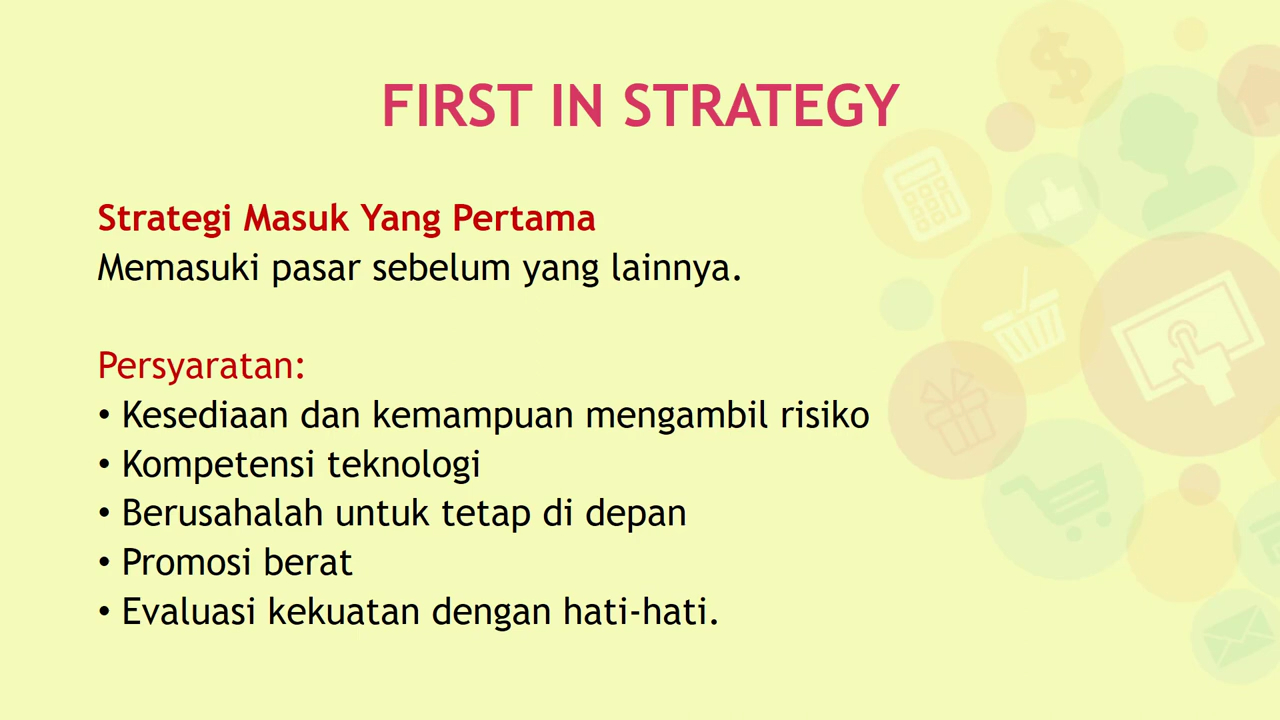 FIRST IN STRATEGY
Strategi Masuk Yang Pertama
Memasuki pasar sebelum yang lainnya.
Persyaratan:
• Kesediaan dan kemampuan mengambil risiko
• Kompetensi teknologi
• Berusahalah untuk tetap di depan
• Promosi berat
• Evaluasi kekuatan dengan hati-hati.